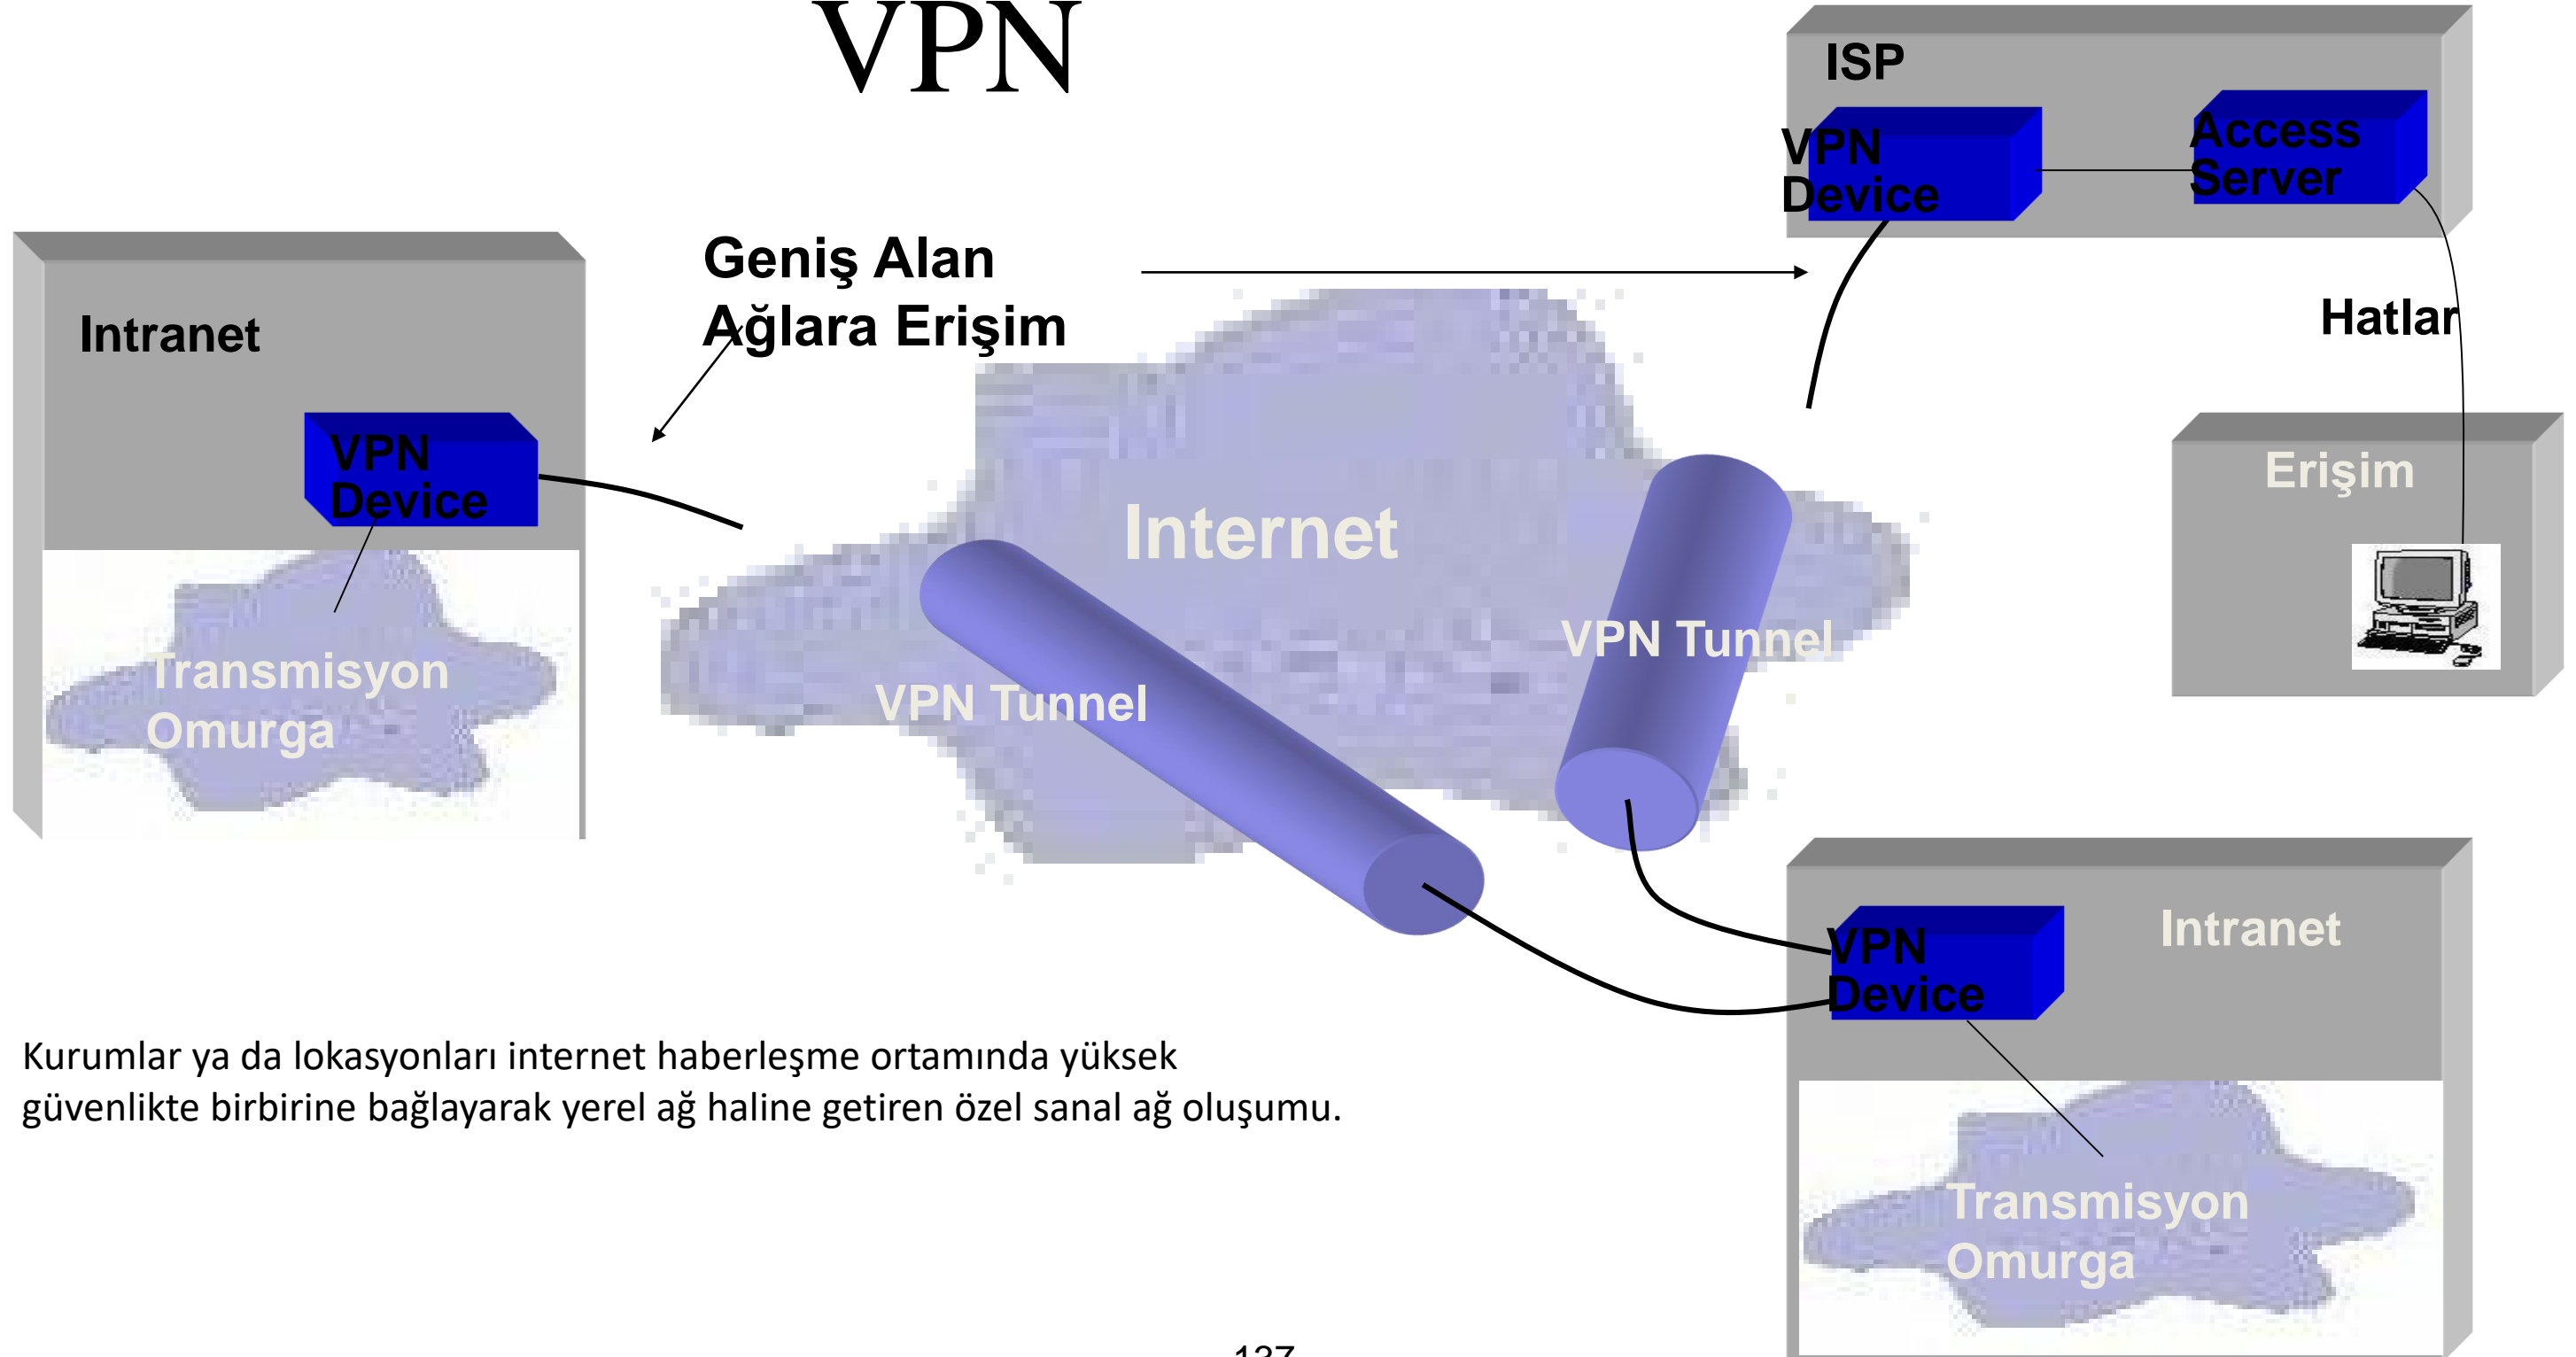 VPN
ISP
VPN
Device
Access
Server
Geniş Alan
Ağlara Erişim
Hatlar
Intranet
VPN
Device
Transmisyon
Omurga
Internet
VPN Tunnel
VPN Tunnel
Erişim
Intranet
VPN
Device
Transmisyon
Omurga
Kurumlar ya da lokasyonları internet haberleşme ortamında yüksek
güvenlikte birbirine bağlayarak yerel ağ haline getiren özel sanal ağ oluşumu.
137